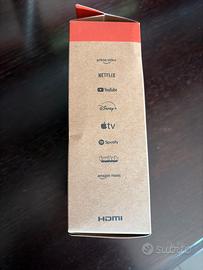 prime video
NETFLIX
YouTube
Disney+
tv
Spotify
amazon music
HDMI
subito